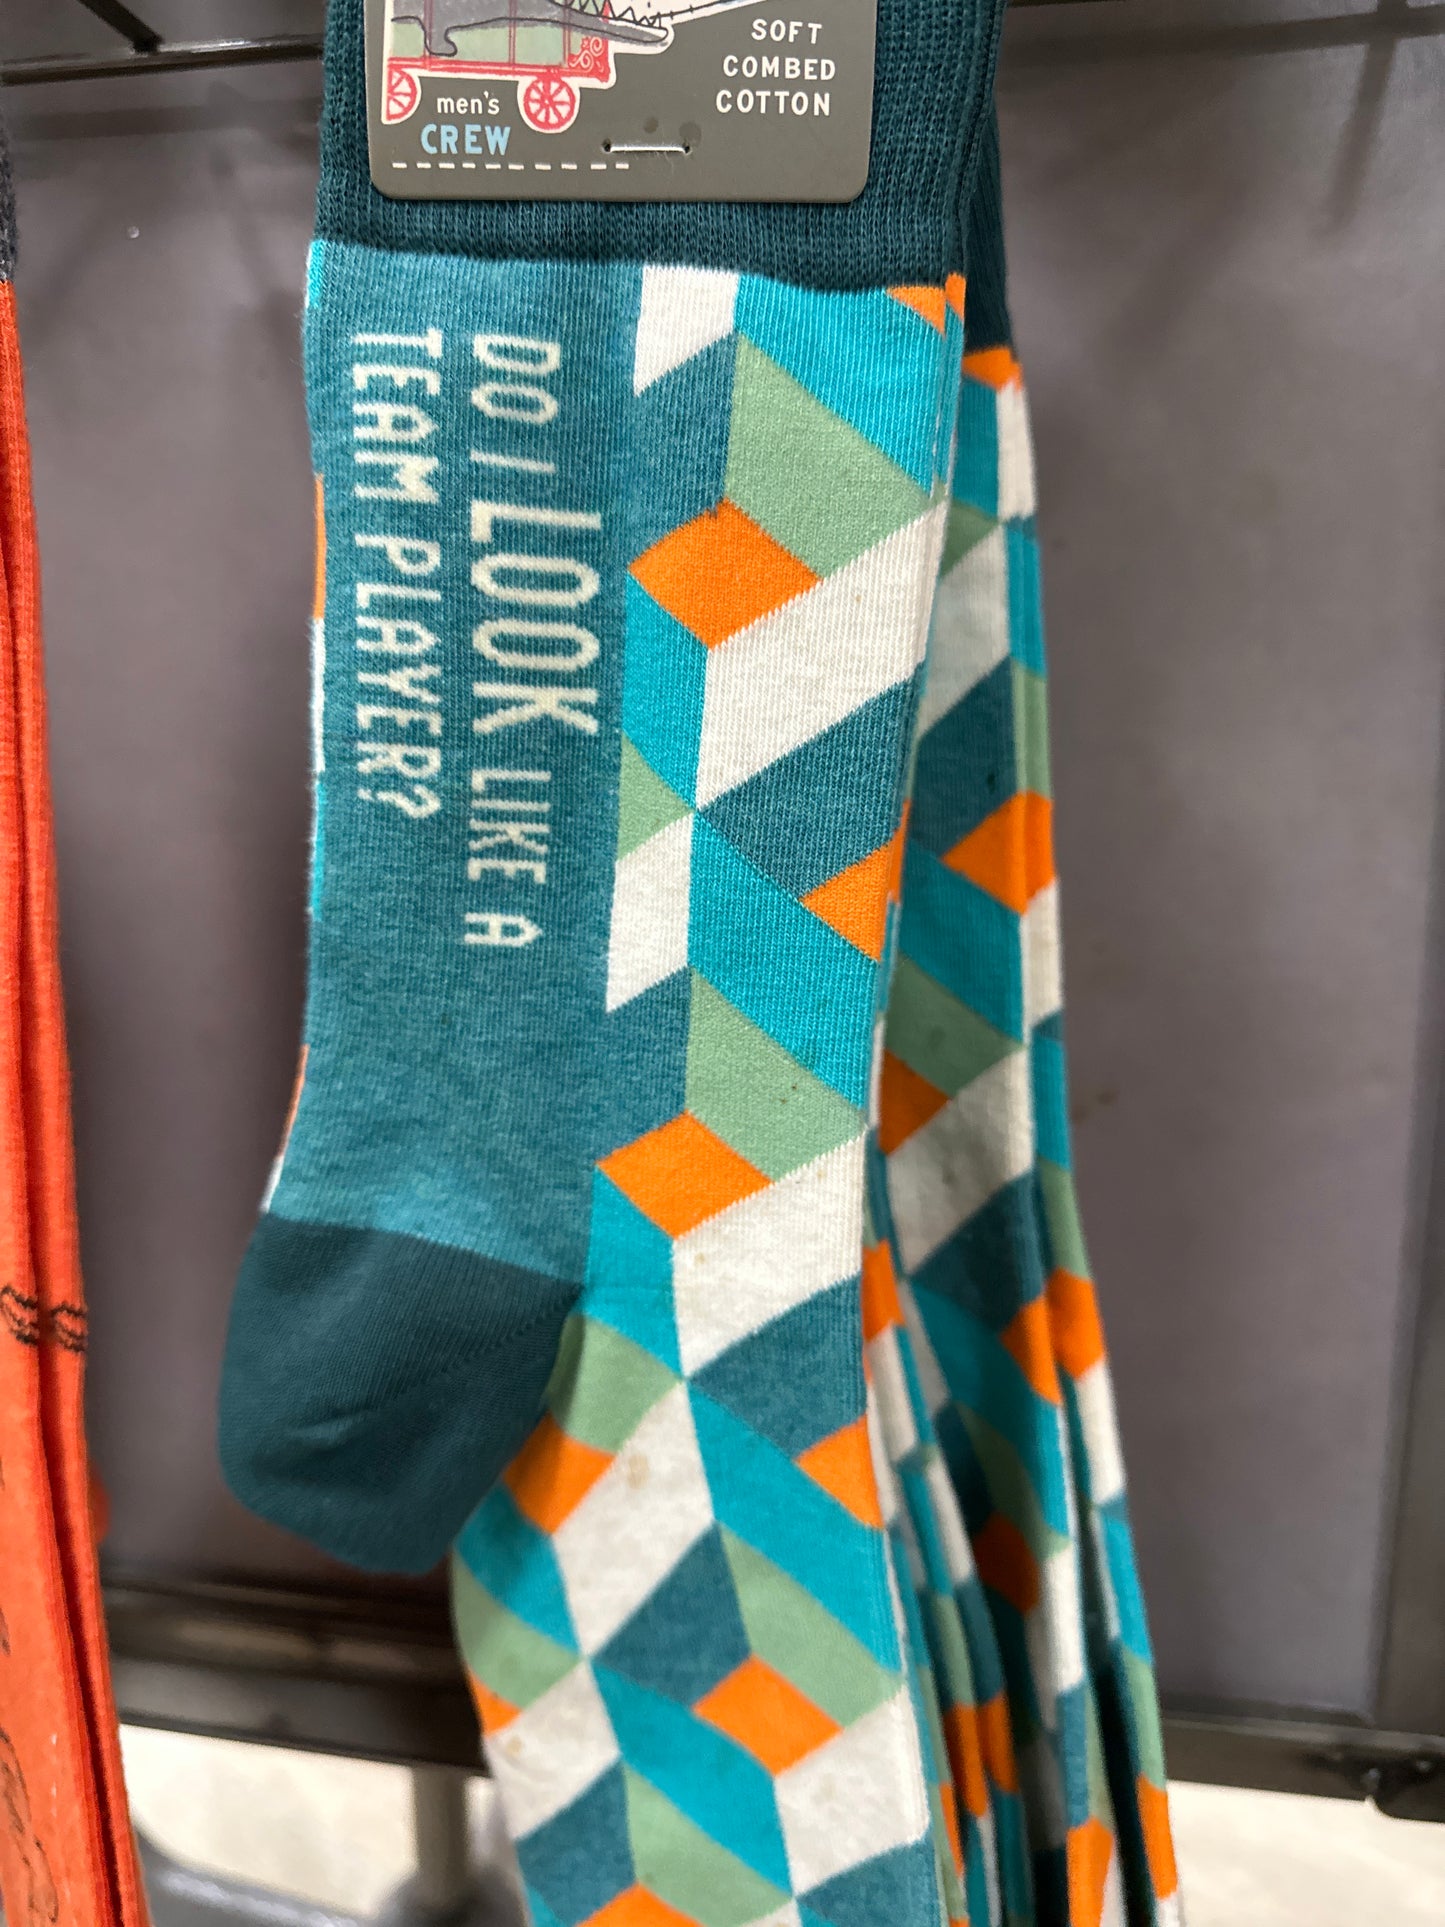 SOFT
COMBED
COTTON
men's
CREW
DO I LOOK LIKE A
TEAM PLAYER?